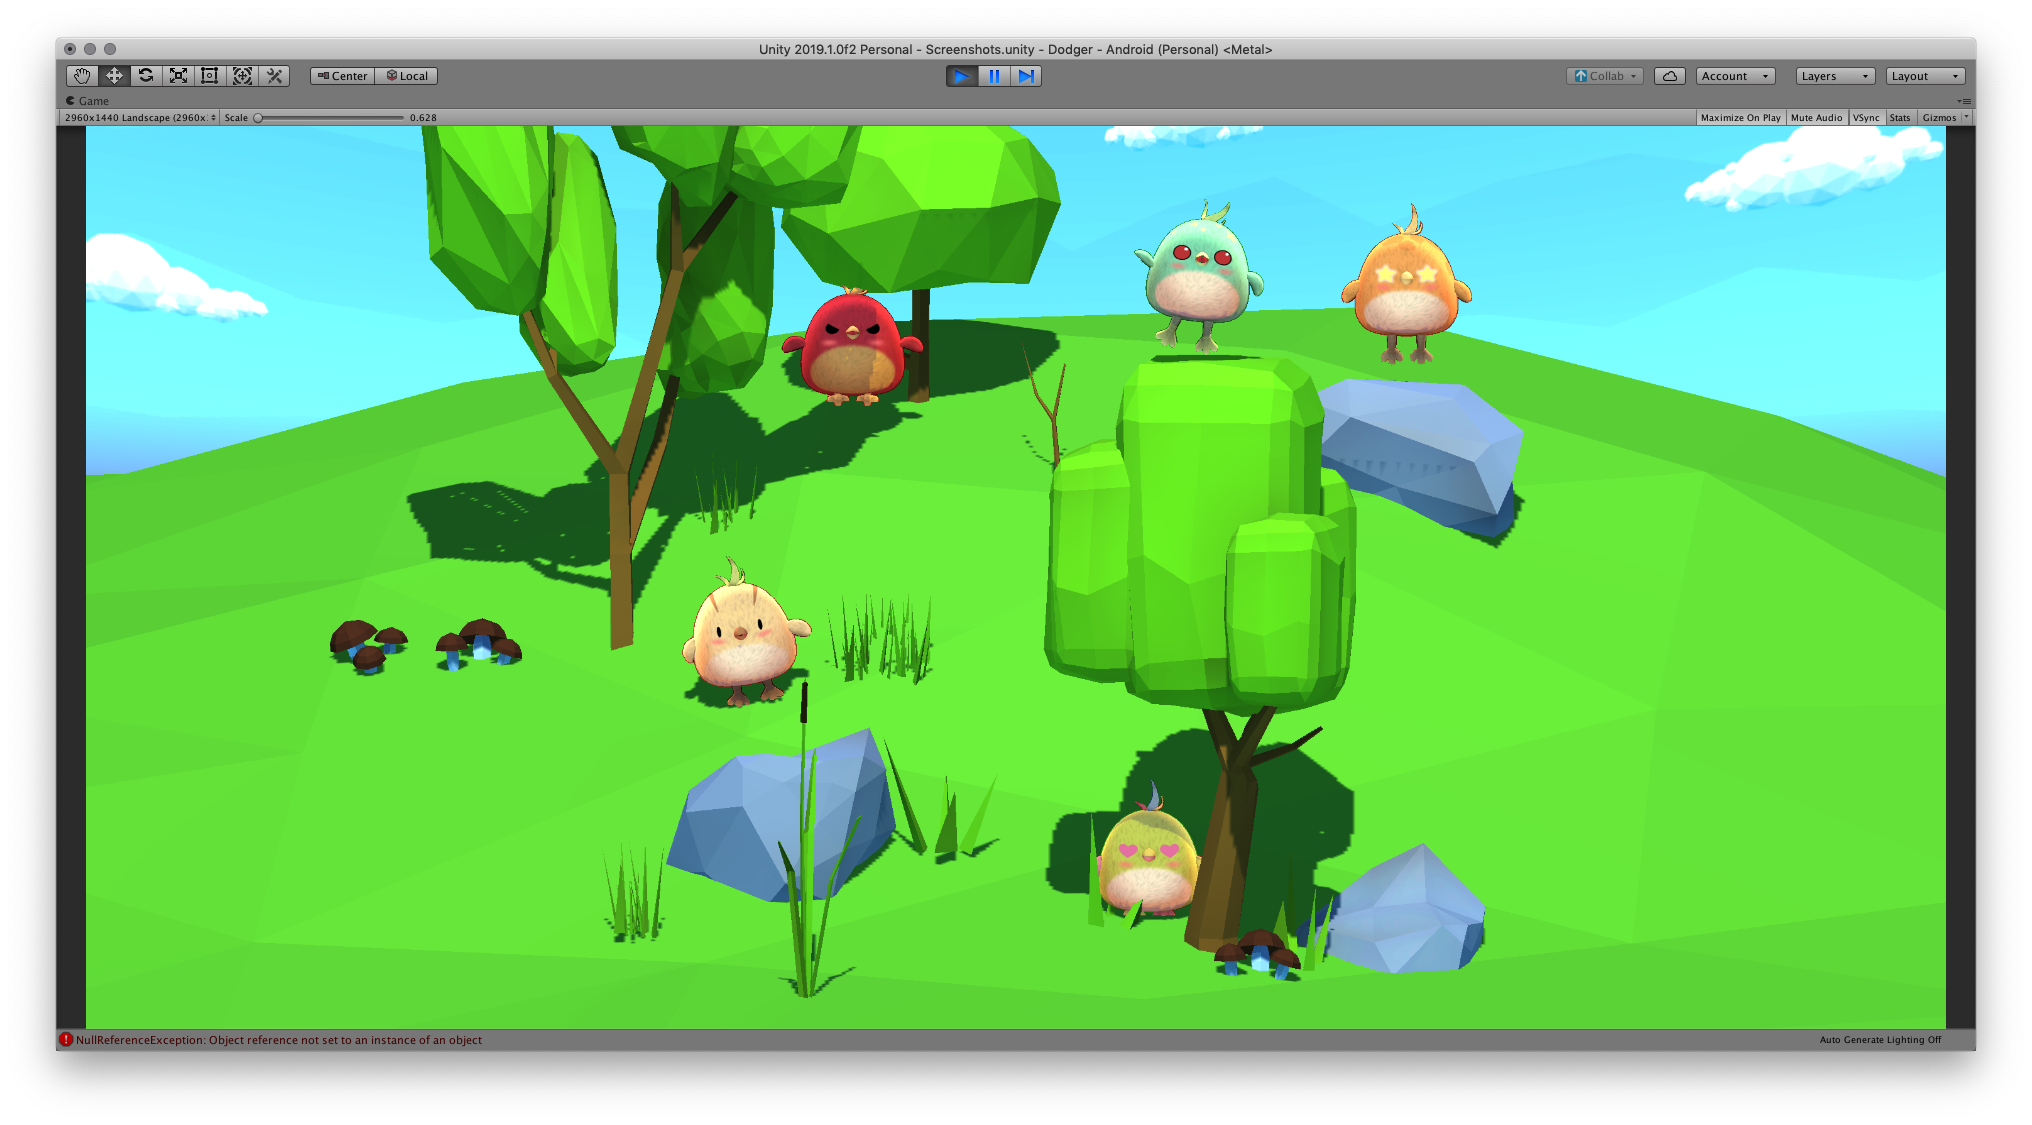 Unity 2019.1.0f2 Personal - Screenshots.unity - Dodger - Android (Personal) <Metal>
Center Local Collab Account Layers Layout
Game
2960x1440 Landscape (2960x Scale 0.628 Maximize On Play Mute Audio VSync Stats Gizmos
NullReferenceException: Object reference not set to an instance of an object Auto Generate Lighting Off